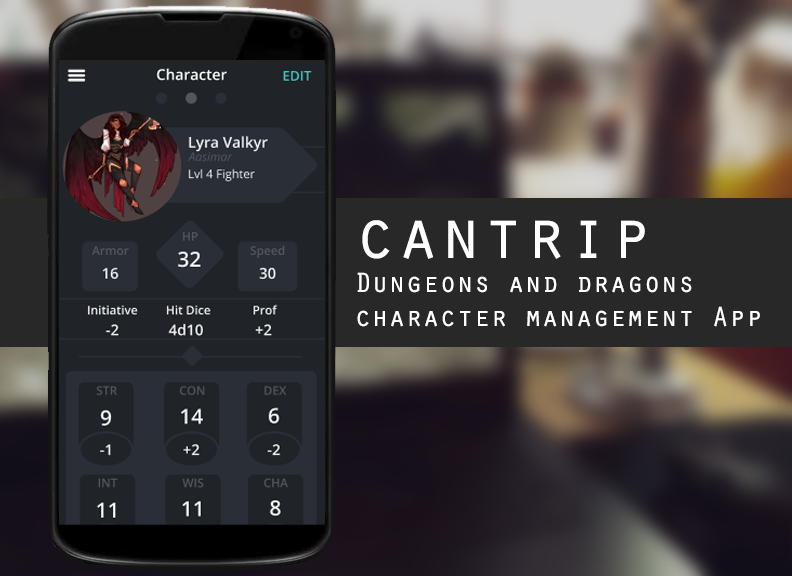 Character
EDIT
Lyra Valkyr
Aasimar
Lvl 4 Fighter
Armor
HP
Speed
16
32
30
Initiative
Hit Dice
Prof
-2
4d10
+2
STR
CON
DEX
9
14
6
-1
+2
-2
INT
WIS
CHA
11
11
8
CANTRIP
DUNGEONS AND DRAGONS
CHARACTER MANAGEMENT APP